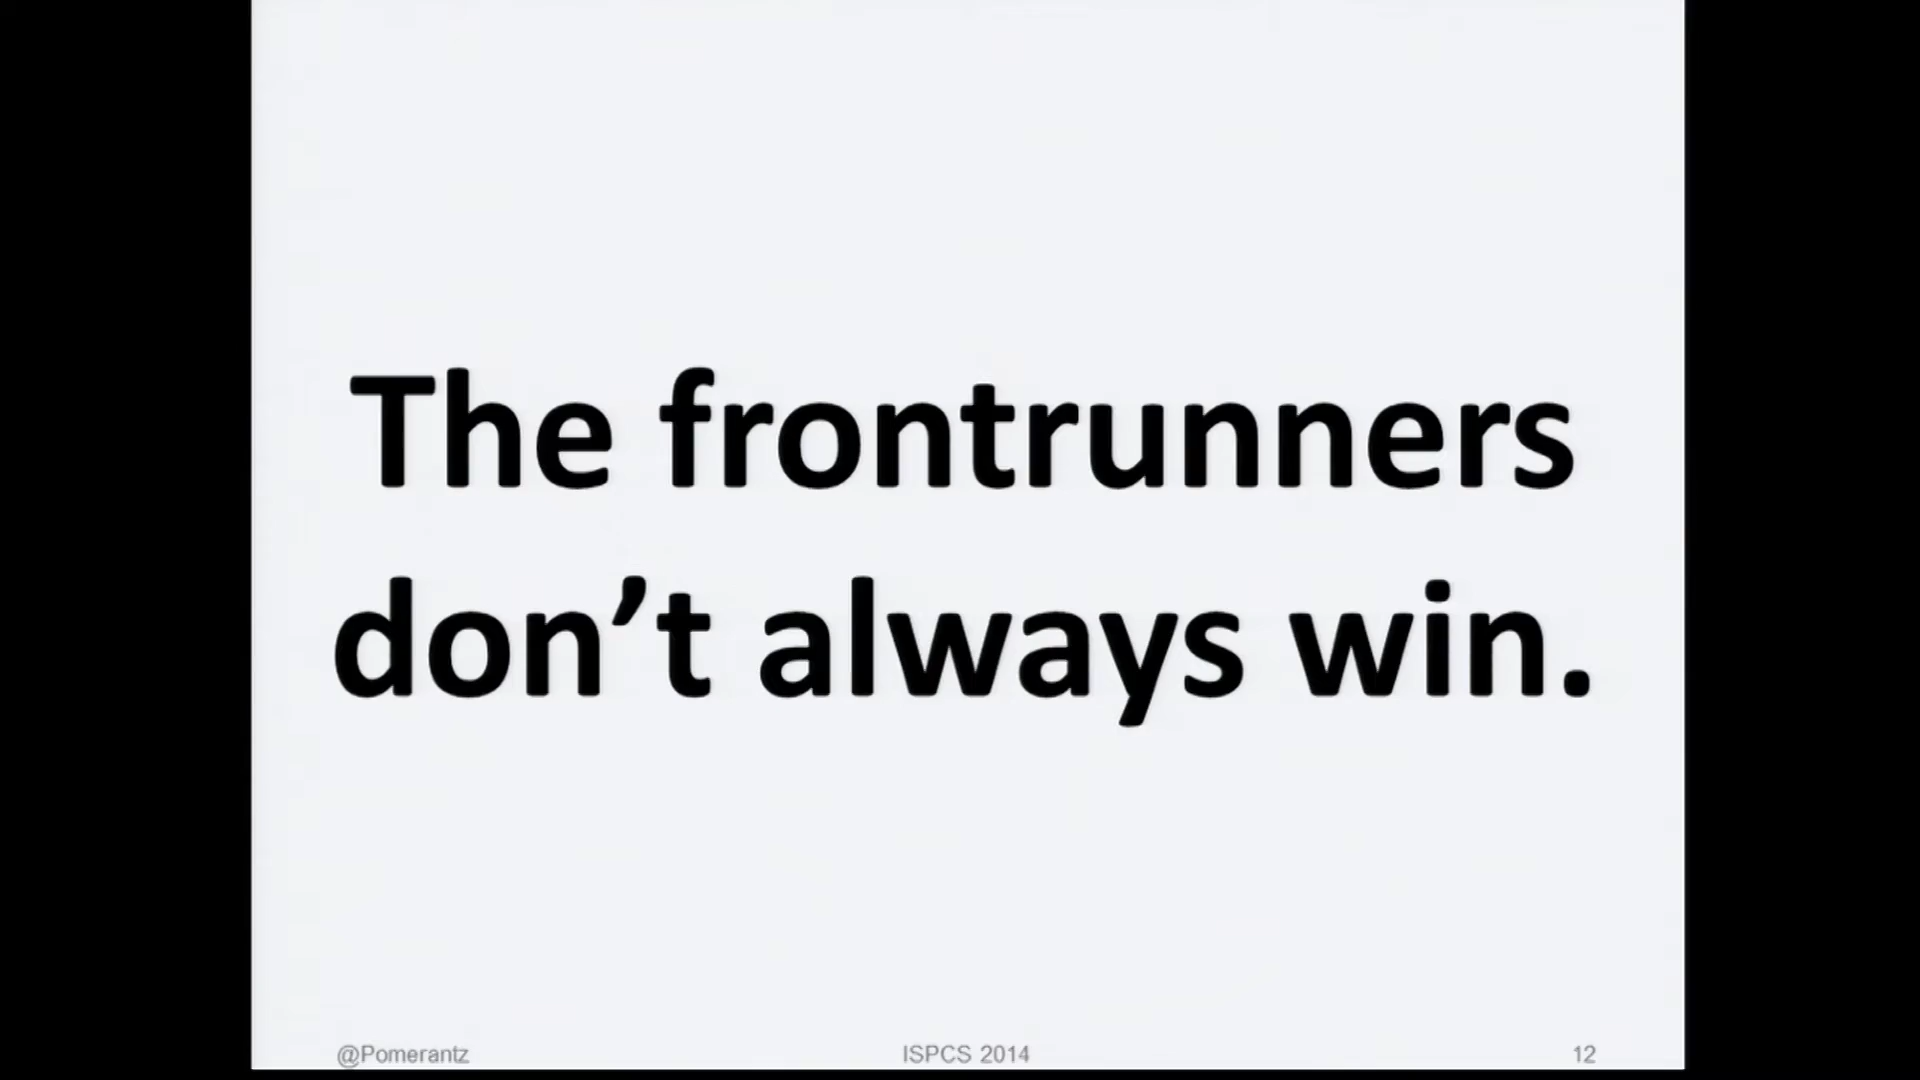 The frontrunners
don’t always win.
@Pomerantz
ISPCS 2014
12